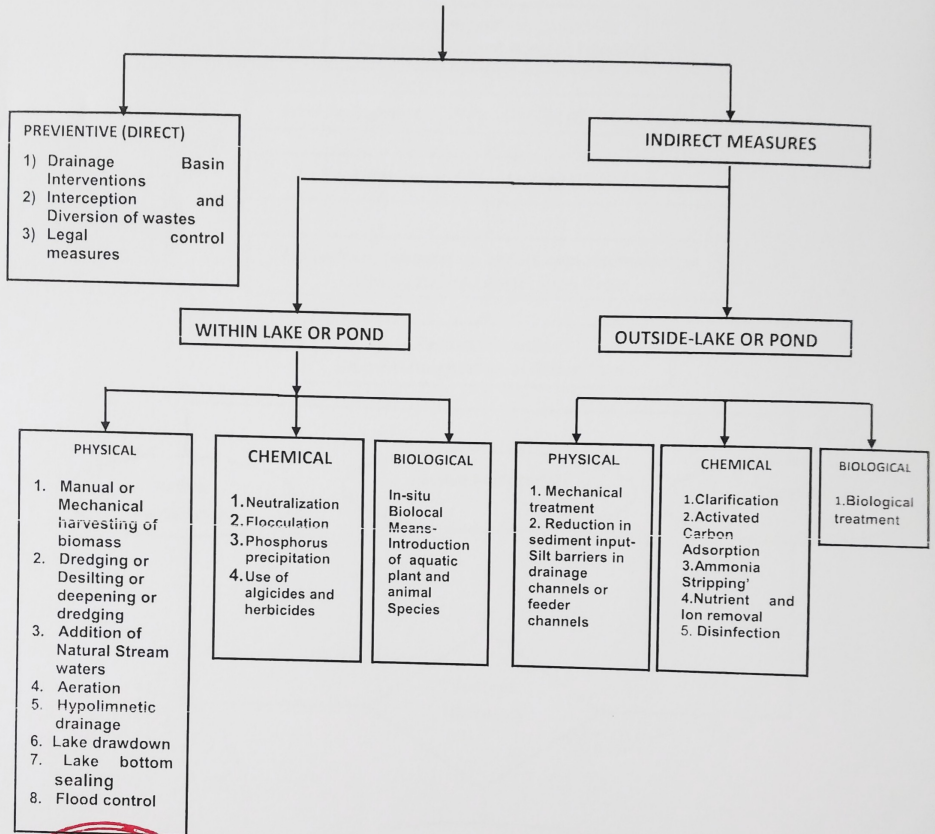 PREVIENTIVE (DIRECT)
1) Drainage Basin
Interventions
2) Interception and
Diversion of wastes
3) Legal control
measures
INDIRECT MEASURES
WITHIN LAKE OR POND
OUTSIDE-LAKE OR POND
PHYSICAL
1. Manual or
Mechanical
harvesting of
biomass
2. Dredging or
Desilting or
deepening or
dredging
3. Addition of
Natural Stream
waters
4. Aeration
5. Hypolimnetic
drainage
6. Lake drawdown
7. Lake bottom
sealing
8. Flood control
CHEMICAL
1. Neutralization
2. Flocculation
3. Phosphorus
precipitation
4. Use of
algicides and
herbicides
BIOLOGICAL
In-situ
Biolocal
Means-
Introduction
of aquatic
plant and
animal
Species
PHYSICAL
1. Mechanical
treatment
2. Reduction in
sediment input-
Silt barriers in
drainage
channels or
feeder
channels
CHEMICAL
1.Clarification
2.Activated
Carbon
Adsorption
3.Ammonia
Stripping'
4.Nutrient and
Ion removal
5. Disinfection
BIOLOGICAL
1.Biological
treatment